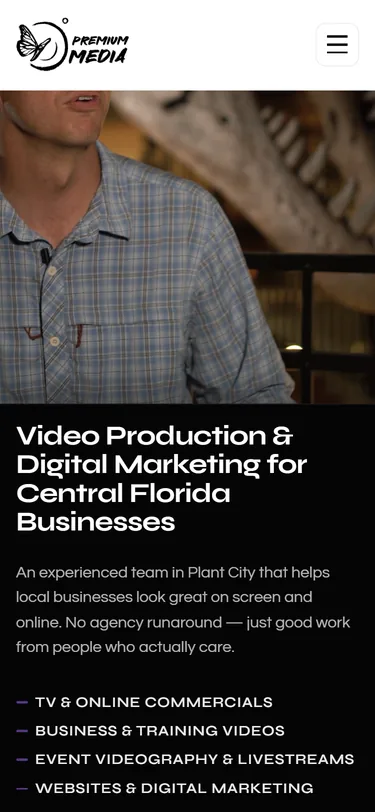 PREMIUM
MEDIA
Video Production &
Digital Marketing for
Central Florida
Businesses
An experienced team in Plant City that helps
local businesses look great on screen and
online. No agency runaround — just good work
from people who actually care.
TV & ONLINE COMMERCIALS
BUSINESS & TRAINING VIDEOS
EVENT VIDEOGRAPHY & LIVESTREAMS
WEBSITES & DIGITAL MARKETING